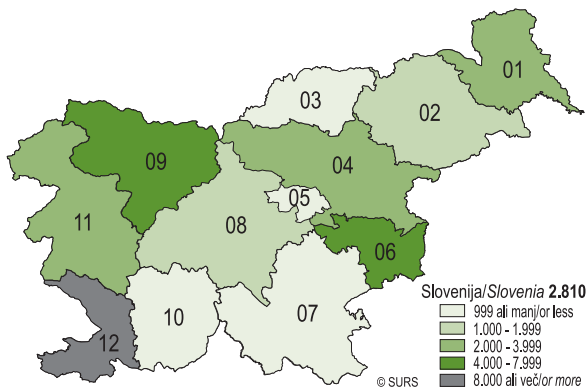 01
02
03
04
05
06
07
08
09
10
11
12
Slovenija/Slovenia 2.810
999 ali manj/or less
1.000 - 1.999
2.000 - 3.999
4.000 - 7.999
8.000 ali več/or more
© SURS